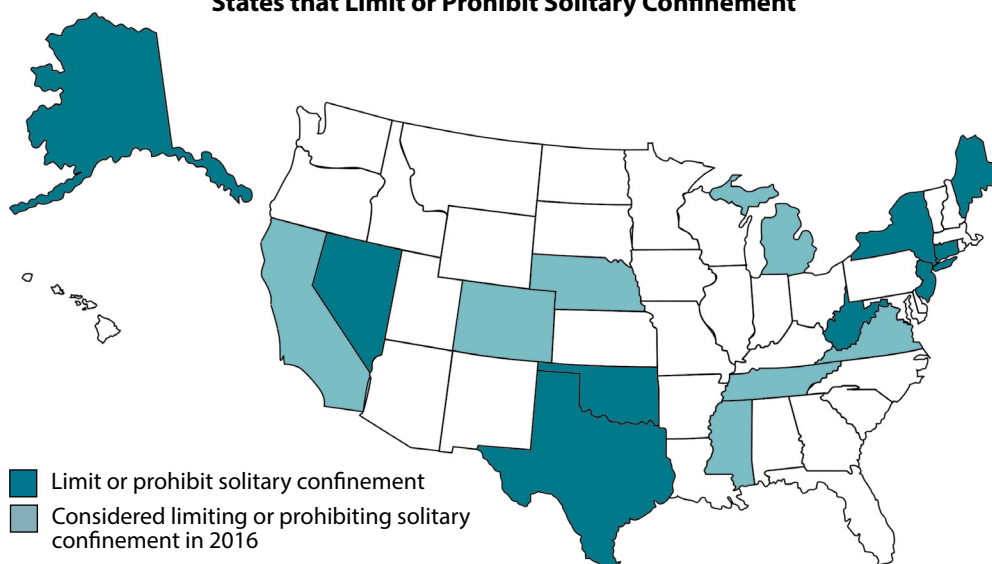 States that Limit or Prohibit Solitary Confinement
Limit or prohibit solitary confinement
Considered limiting or prohibiting solitary
confinement in 2016